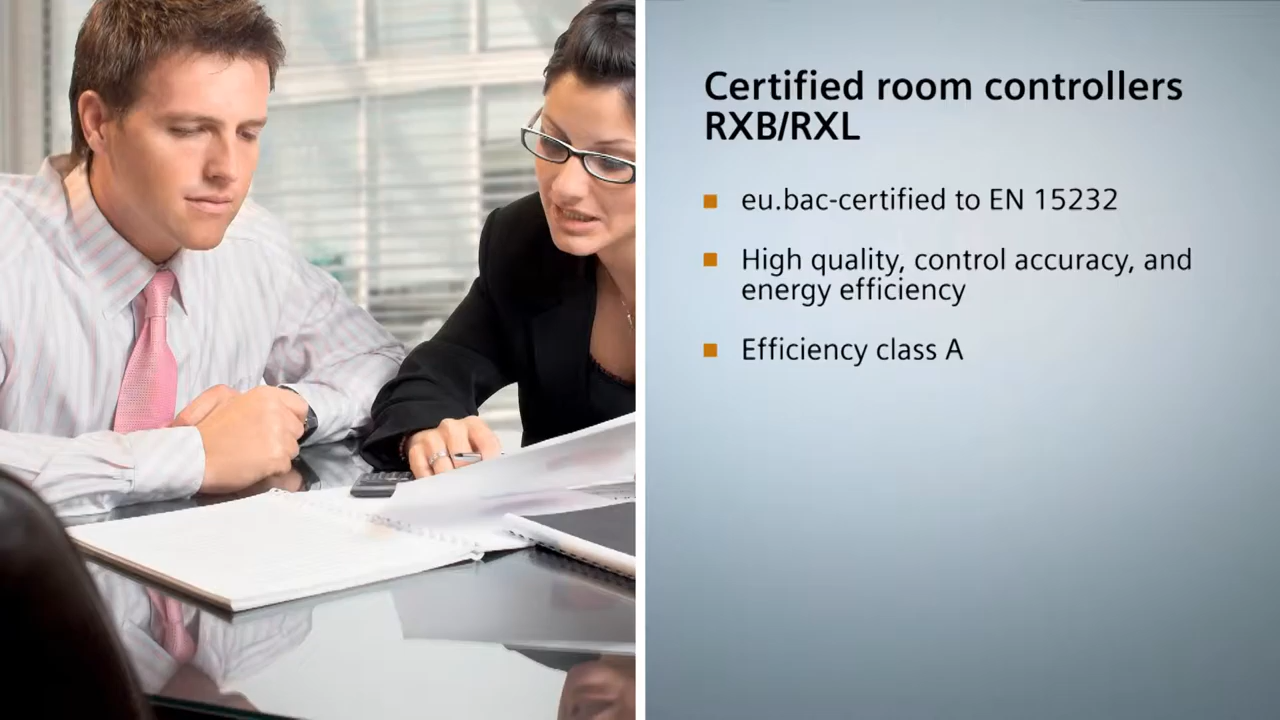 Certified room controllers
RXB/RXL
eu.bac-certified to EN 15232
High quality, control accuracy, and
energy efficiency
Efficiency class A